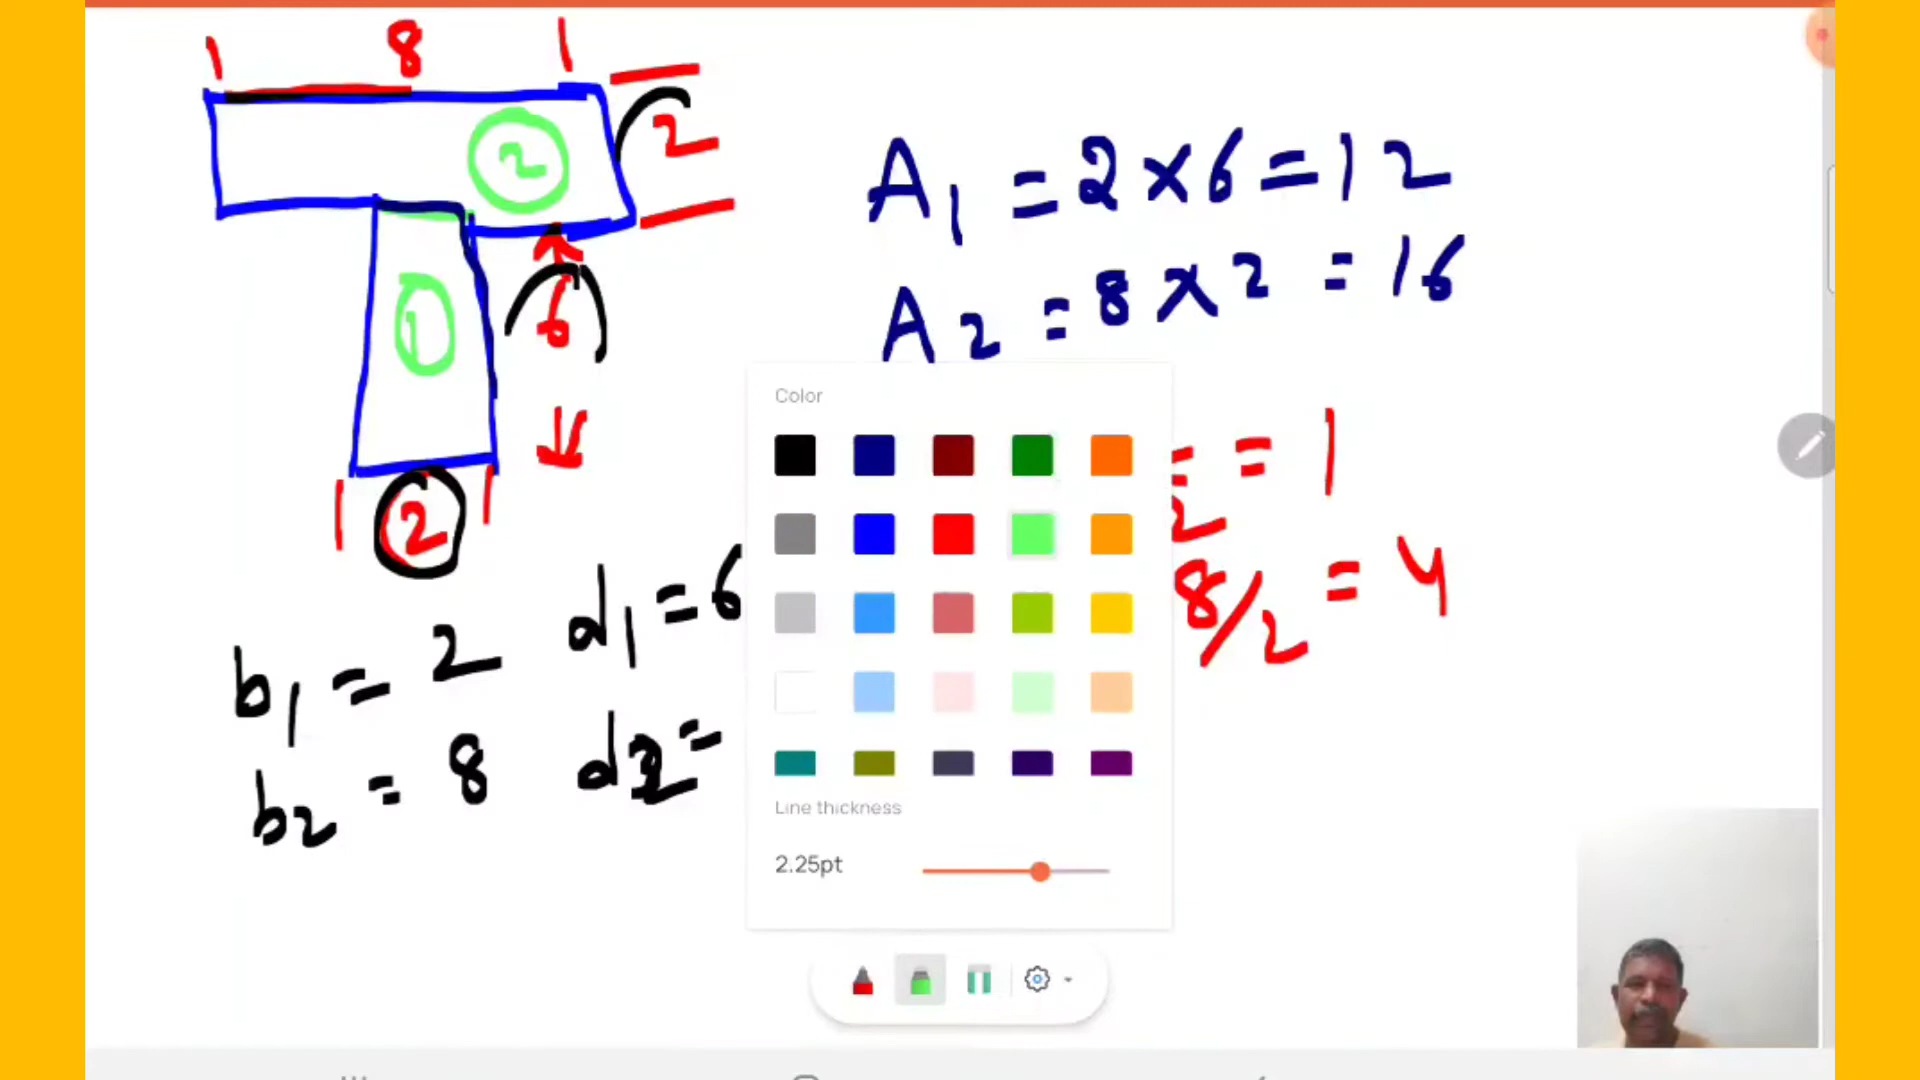 1 8 1
2
2
A1 = 2 x 6 = 12
A2 = 8 x 2 = 16
1
6
Color
= 1
2
1 2 1
8/2 = 4
b1 = 2 d1 = 6
b2 = 8 d2 =
Line thickness
2.25pt